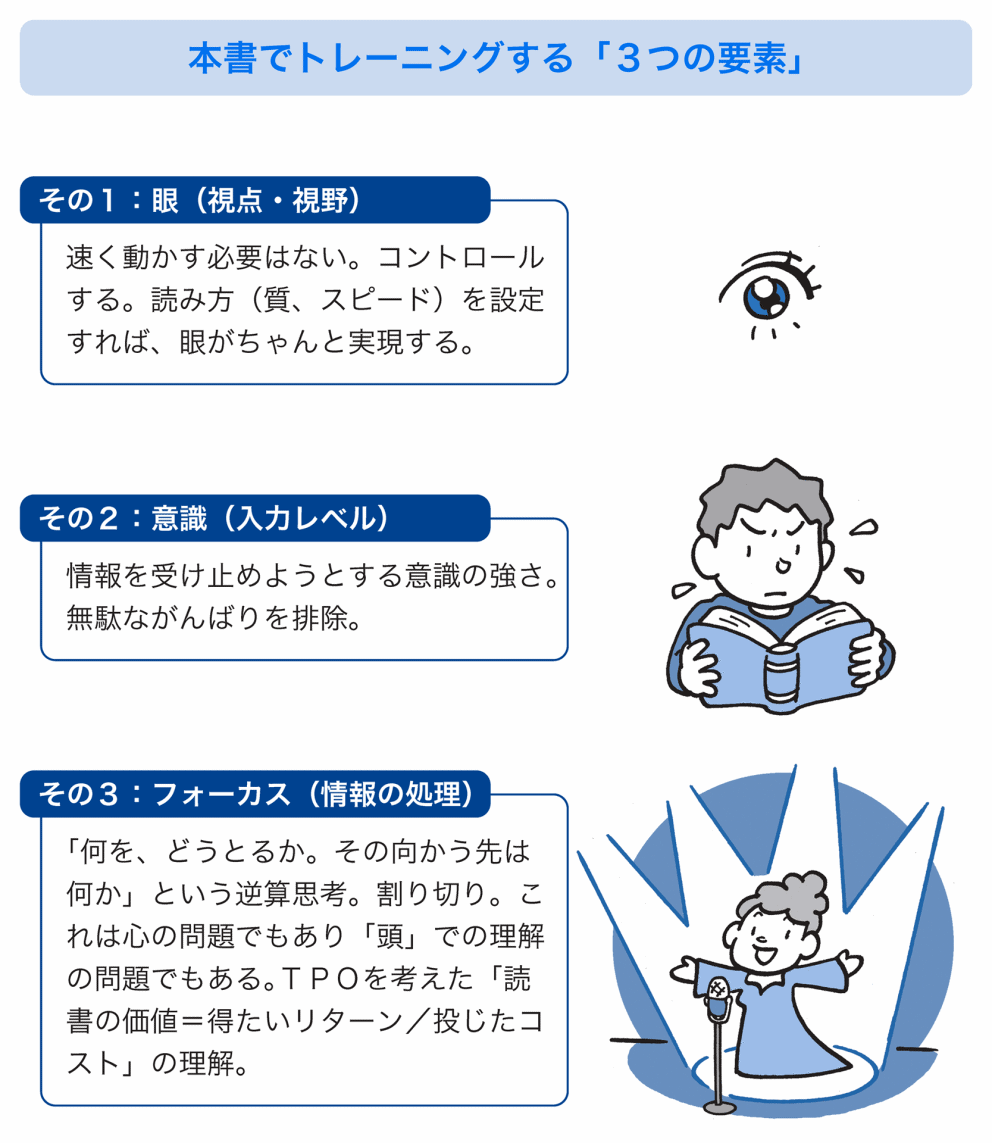 本書でトレーニングする「３つの要素」
その１：眼（視点・視野）
速く動かす必要はない。コントロール
する。読み方（質、スピード）を設定
すれば、眼がちゃんと実現する。
その２：意識（入力レベル）
情報を受け止めようとする意識の強さ。
無駄ながんばりを排除。
その３：フォーカス（情報の処理）
「何を、どうとるか。その向かう先は
何か」という逆算思考。割り切り。こ
れは心の問題でもあり「頭」での理解
の問題でもある。ＴＰＯを考えた「読
書の価値＝得たいリターン／投じたコ
スト」の理解。